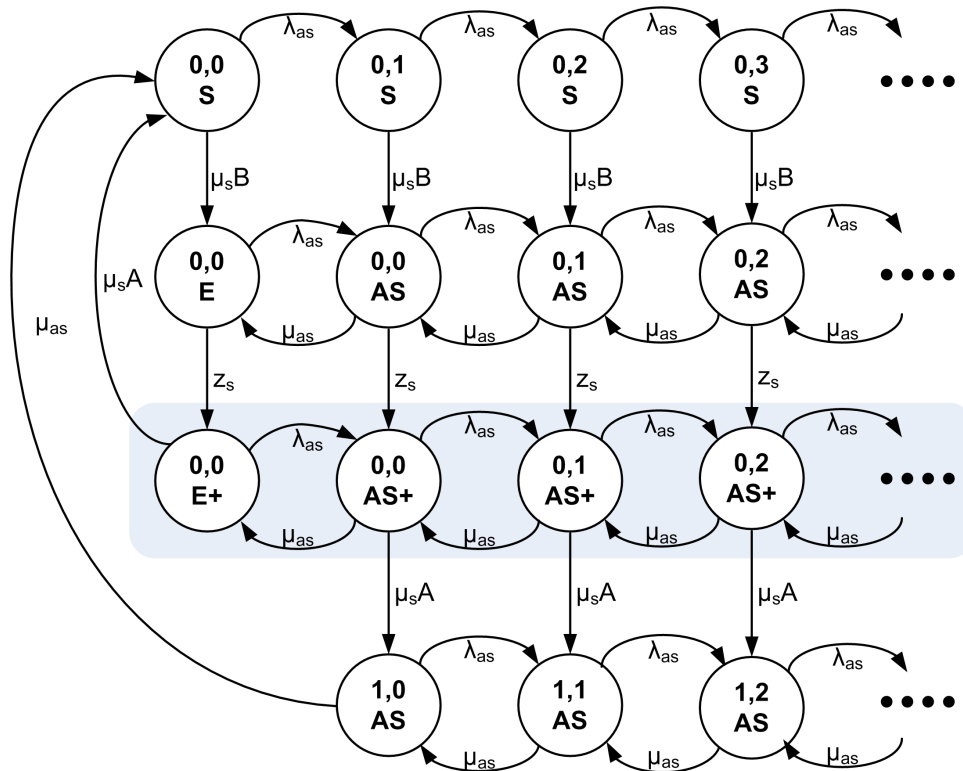 λas λas λas λas
0,0 0,1 0,2 0,3
S S S S
μsB μsB μsB μsB
λas λas λas λas
0,0 0,0 0,1 0,2
E AS AS AS
μsA
μas
μas μas μas μas
zs zs zs zs
λas λas λas λas
0,0 0,0 0,1 0,2
E+ AS+ AS+ AS+
μas μas μas μas
μsA μsA μsA
λas λas λas
1,0 1,1 1,2
AS AS AS
μas μas μas